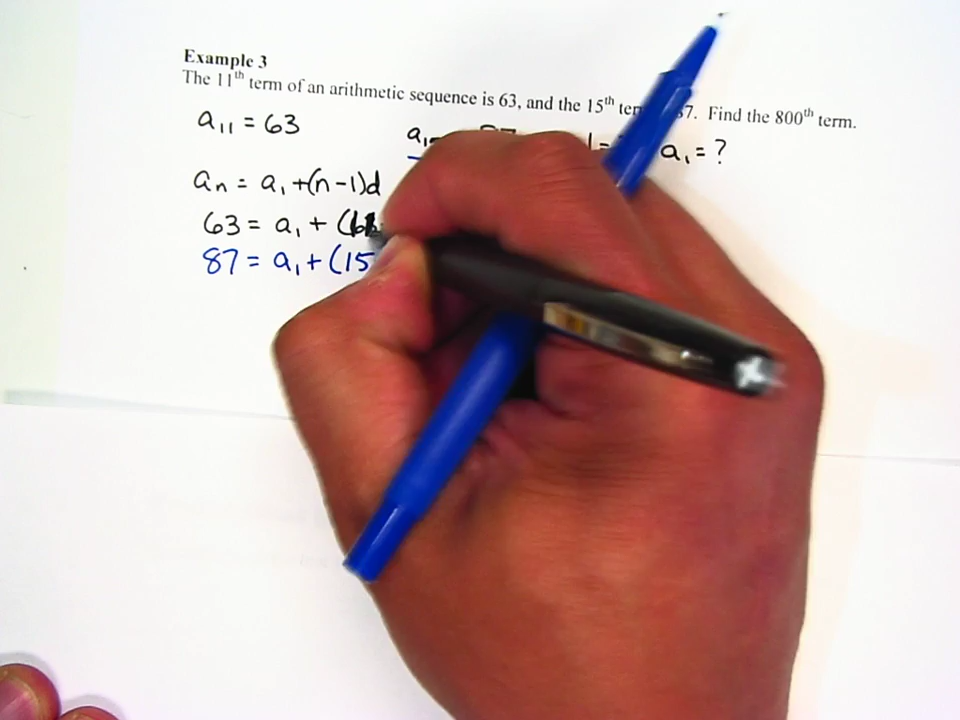 Example 3
The 11th term of an arithmetic sequence is 63, and the 15th 87. Find the 800th term.
a₁₁ = 63 a₁ = ?
aₙ = a₁ +(n-1)d
63 = a₁ + (
87 = a₁ + (15